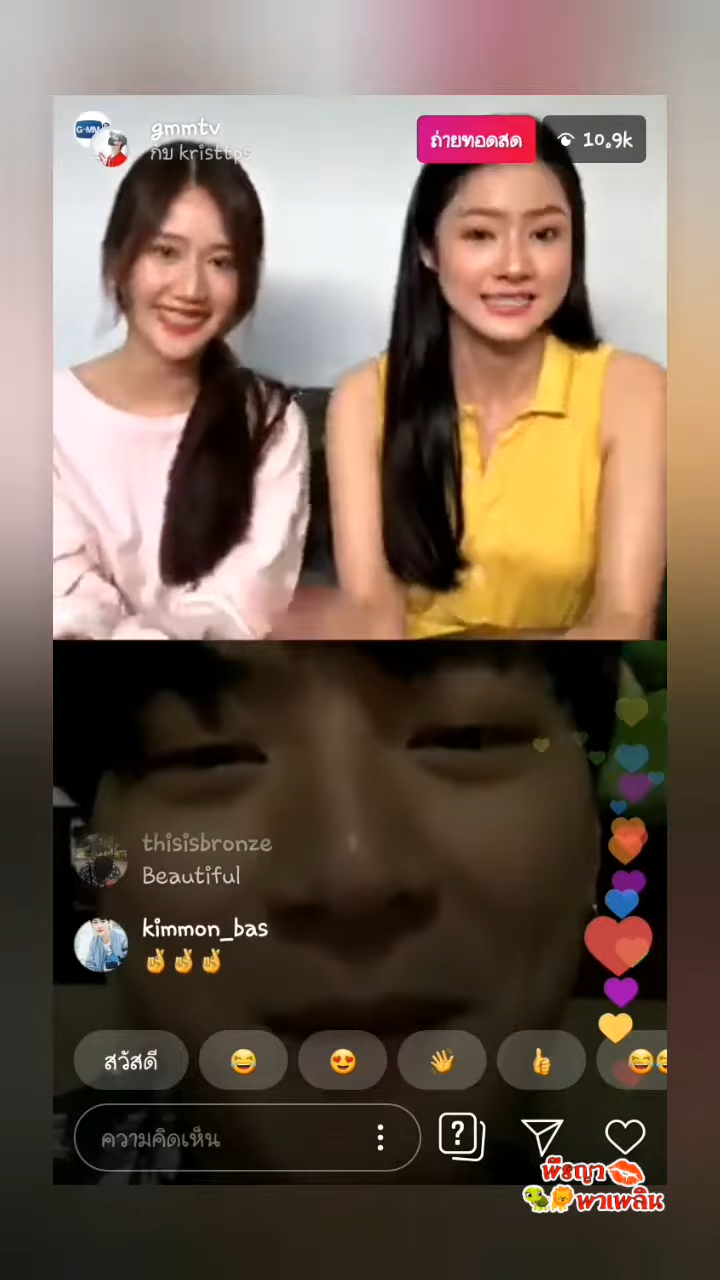 G-MM
gmmtv
กับ kristtps
ถ่ายทอดสด
10.9k
thisisbronze
Beautiful
kimmon_bas
สวัสดี
ความคิดเห็น
?
พีรญา
พาเพลิน